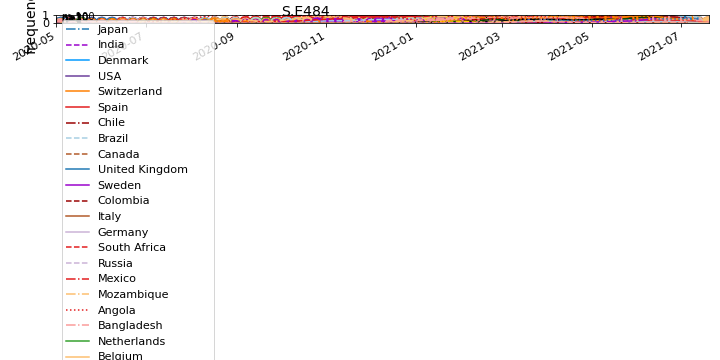 S.E484
1
0
2020-05
2020-07
2020-09
2020-11
2021-01
2021-03
2021-05
2021-07
Japan
India
Denmark
USA
Switzerland
Spain
Chile
Brazil
Canada
United Kingdom
Sweden
Colombia
Italy
Germany
South Africa
Russia
Mexico
Mozambique
Angola
Bangladesh
Netherlands
Belgium